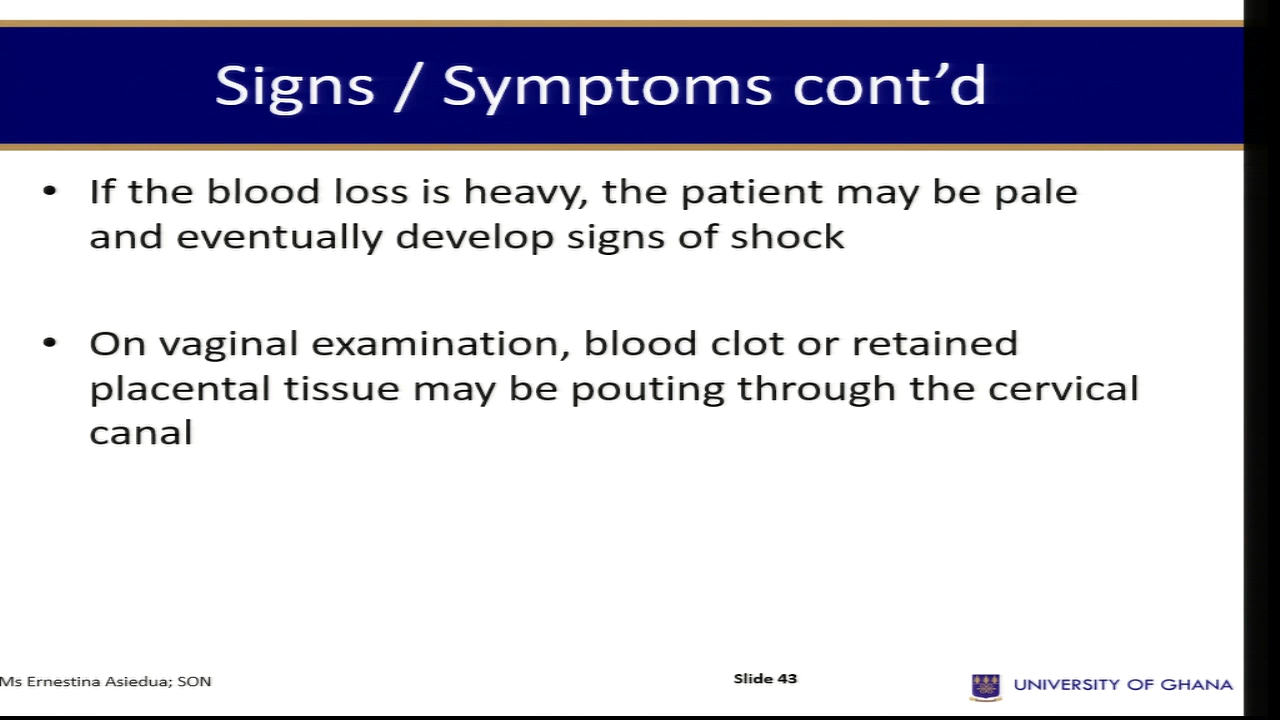 Signs / Symptoms cont’d
• If the blood loss is heavy, the patient may be pale
and eventually develop signs of shock
• On vaginal examination, blood clot or retained
placental tissue may be pouting through the cervical
canal
Ms Ernestina Asiedua; SON
Slide 43
UNIVERSITY OF GHANA